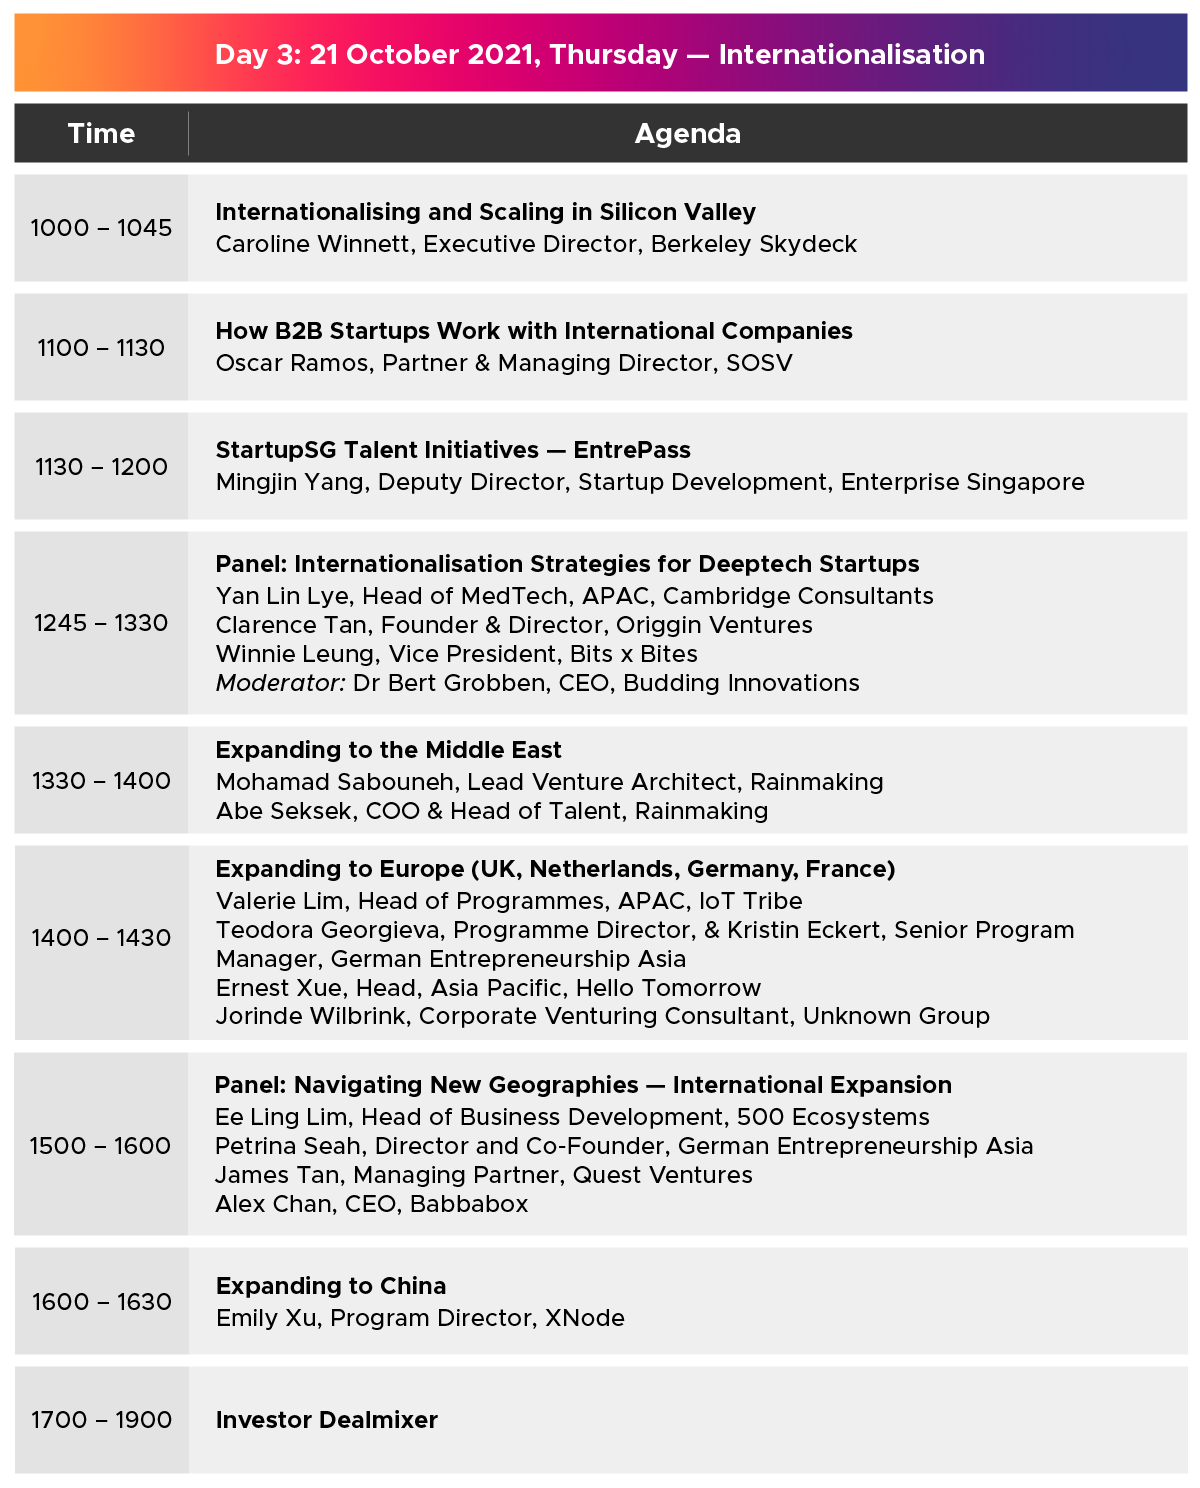 Day 3: 21 October 2021, Thursday — Internationalisation
Time
Agenda
1000 – 1045
Internationalising and Scaling in Silicon Valley
Caroline Winnett, Executive Director, Berkeley Skydeck
1100 – 1130
How B2B Startups Work with International Companies
Oscar Ramos, Partner & Managing Director, SOSV
1130 – 1200
StartupSG Talent Initiatives — EntrePass
Mingjin Yang, Deputy Director, Startup Development, Enterprise Singapore
1245 – 1330
Panel: Internationalisation Strategies for Deeptech Startups
Yan Lin Lye, Head of MedTech, APAC, Cambridge Consultants
Clarence Tan, Founder & Director, Origgin Ventures
Winnie Leung, Vice President, Bits x Bites
Moderator: Dr Bert Grobben, CEO, Budding Innovations
1330 – 1400
Expanding to the Middle East
Mohamad Sabouneh, Lead Venture Architect, Rainmaking
Abe Seksek, COO & Head of Talent, Rainmaking
1400 – 1430
Expanding to Europe (UK, Netherlands, Germany, France)
Valerie Lim, Head of Programmes, APAC, IoT Tribe
Teodora Georgieva, Programme Director, & Kristin Eckert, Senior Program
Manager, German Entrepreneurship Asia
Ernest Xue, Head, Asia Pacific, Hello Tomorrow
Jorinde Wilbrink, Corporate Venturing Consultant, Unknown Group
1500 – 1600
Panel: Navigating New Geographies — International Expansion
Ee Ling Lim, Head of Business Development, 500 Ecosystems
Petrina Seah, Director and Co-Founder, German Entrepreneurship Asia
James Tan, Managing Partner, Quest Ventures
Alex Chan, CEO, Babbabox
1600 – 1630
Expanding to China
Emily Xu, Program Director, XNode
1700 – 1900
Investor Dealmixer